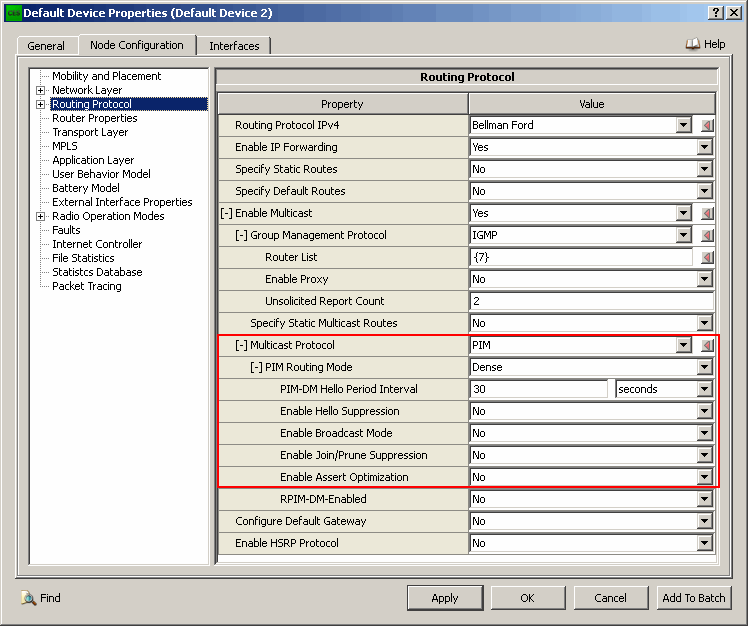 Default Device Properties (Default Device 2)
General Node Configuration Interfaces Help
Mobility and Placement
Network Layer
Routing Protocol
Router Properties
Transport Layer
MPLS
Application Layer
User Behavior Model
Battery Model
External Interface Properties
Radio Operation Modes
Faults
Internet Controller
File Statistics
Statistcs Database
Packet Tracing
Routing Protocol
Property Value
Routing Protocol IPv4 Bellman Ford
Enable IP Forwarding Yes
Specify Static Routes No
Specify Default Routes No
[-] Enable Multicast Yes
[-] Group Management Protocol IGMP
Router List {7}
Enable Proxy No
Unsolicited Report Count 2
Specify Static Multicast Routes No
[-] Multicast Protocol PIM
[-] PIM Routing Mode Dense
PIM-DM Hello Period Interval 30 seconds
Enable Hello Suppression No
Enable Broadcast Mode No
Enable Join/Prune Suppression No
Enable Assert Optimization No
RPIM-DM-Enabled No
Configure Default Gateway No
Enable HSRP Protocol No
Find Apply OK Cancel Add To Batch